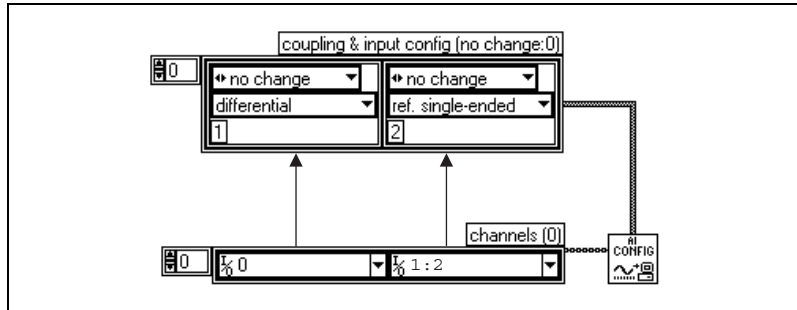 coupling & input config (no change:0)
0
no change
no change
differential
ref. single-ended
1
2
channels (0)
0
I/O 0
I/O 1:2
AI
CONFIG